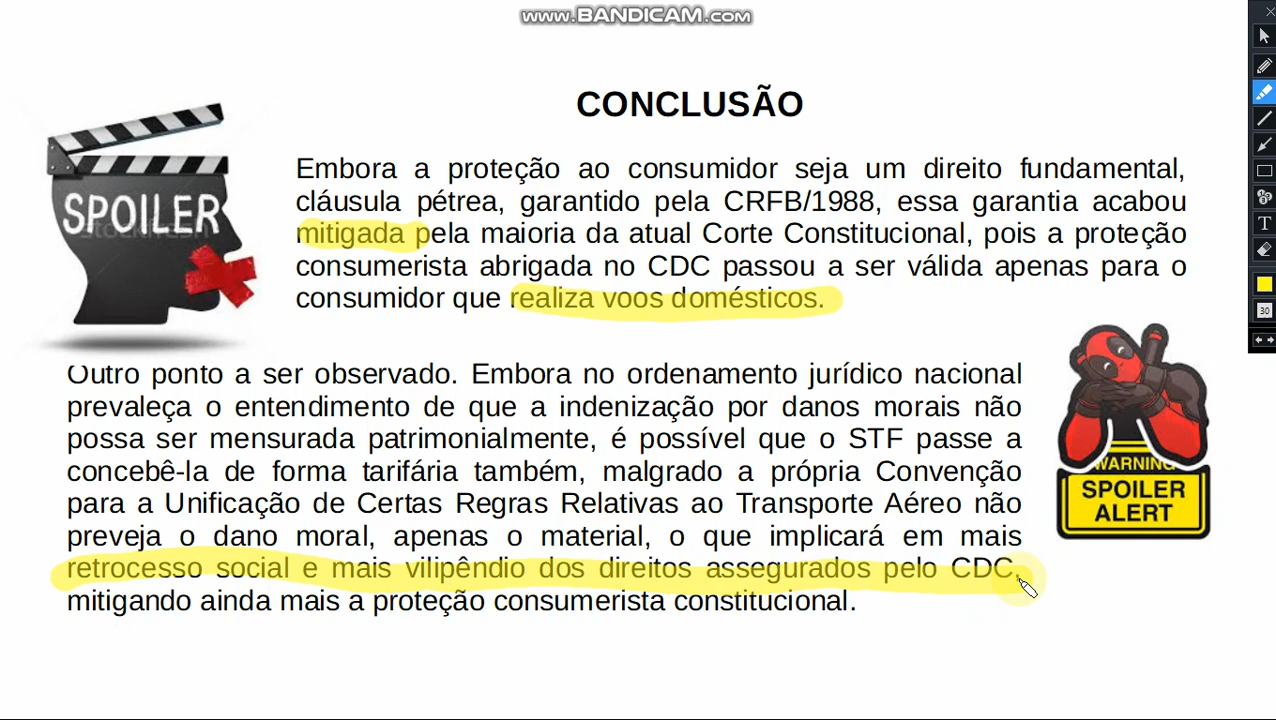 www.BANDICAM.com
CONCLUSÃO
SPOILER
Embora a proteção ao consumidor seja um direito fundamental,
cláusula pétrea, garantido pela CRFB/1988, essa garantia acabou
mitigada pela maioria da atual Corte Constitucional, pois a proteção
consumerista abrigada no CDC passou a ser válida apenas para o
consumidor que realiza voos domésticos.
Outro ponto a ser observado. Embora no ordenamento jurídico nacional
prevaleça o entendimento de que a indenização por danos morais não
possa ser mensurada patrimonialmente, é possível que o STF passe a
concebê-la de forma tarifária também, malgrado a própria Convenção
para a Unificação de Certas Regras Relativas ao Transporte Aéreo não
preveja o dano moral, apenas o material, o que implicará em mais
retrocesso social e mais vilipêndio dos direitos assegurados pelo CDC,
mitigando ainda mais a proteção consumerista constitucional.
WARNING
SPOILER
ALERT
T
30